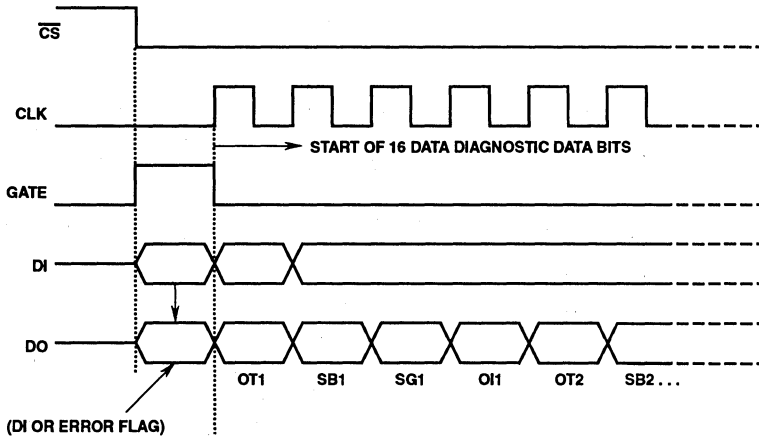 CS
CLK
START OF 16 DATA DIAGNOSTIC DATA BITS
GATE
DI
DO
OT1 SB1 SG1 OI1 OT2 SB2 . . .
(DI OR ERROR FLAG)